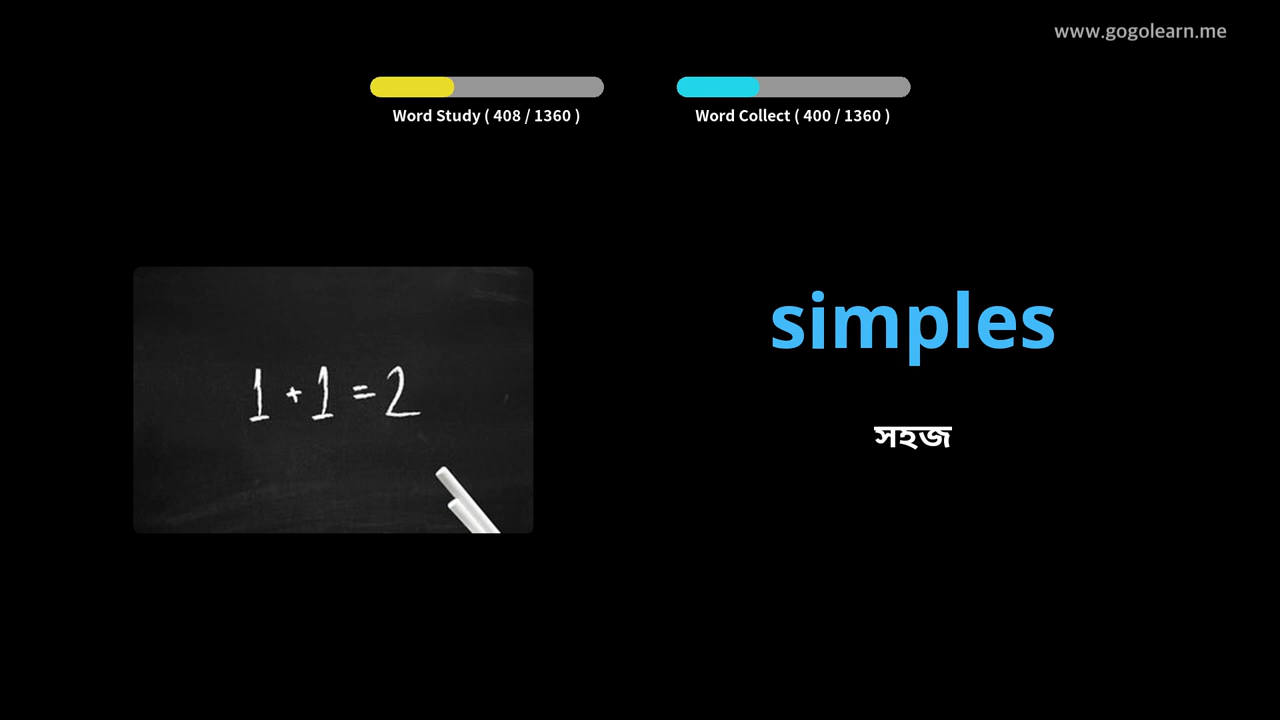 www.gogolearn.me
Word Study ( 408 / 1360 )
Word Collect ( 400 / 1360 )
1 + 1 = 2
simples
সহজ